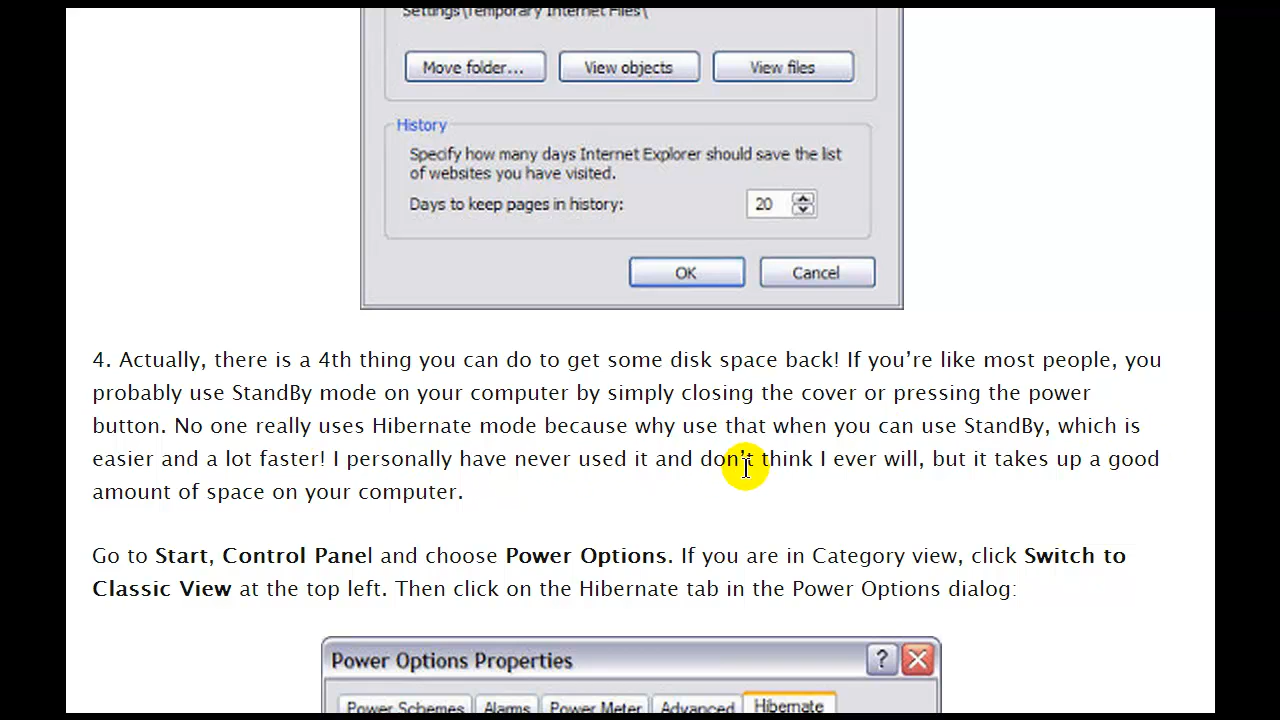 Settings\Temporary Internet Files\
Move folder... View objects View files
History
Specify how many days Internet Explorer should save the list
of websites you have visited.
Days to keep pages in history: 20
OK Cancel
4. Actually, there is a 4th thing you can do to get some disk space back! If you’re like most people, you
probably use StandBy mode on your computer by simply closing the cover or pressing the power
button. No one really uses Hibernate mode because why use that when you can use StandBy, which is
easier and a lot faster! I personally have never used it and don’t think I ever will, but it takes up a good
amount of space on your computer.
Go to Start, Control Panel and choose Power Options. If you are in Category view, click Switch to
Classic View at the top left. Then click on the Hibernate tab in the Power Options dialog:
Power Options Properties ?
Power Schemes Alarms Power Meter Advanced Hibernate